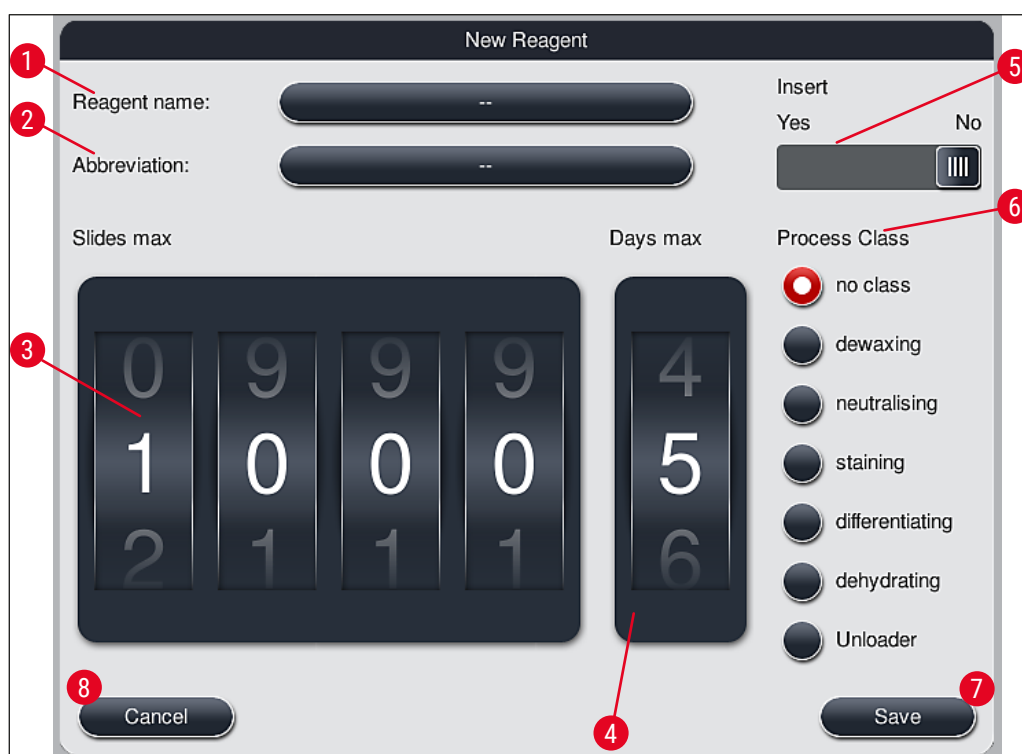 New Reagent
1
Reagent name:
--
2
Abbreviation:
--
5
Insert
Yes No
6
Slides max
Days max
Process Class
3
0 9 9 9
1 0 0 0
2 1 1 1
4
5
6
4
no class
dewaxing
neutralising
staining
differentiating
dehydrating
Unloader
8
Cancel
7
Save